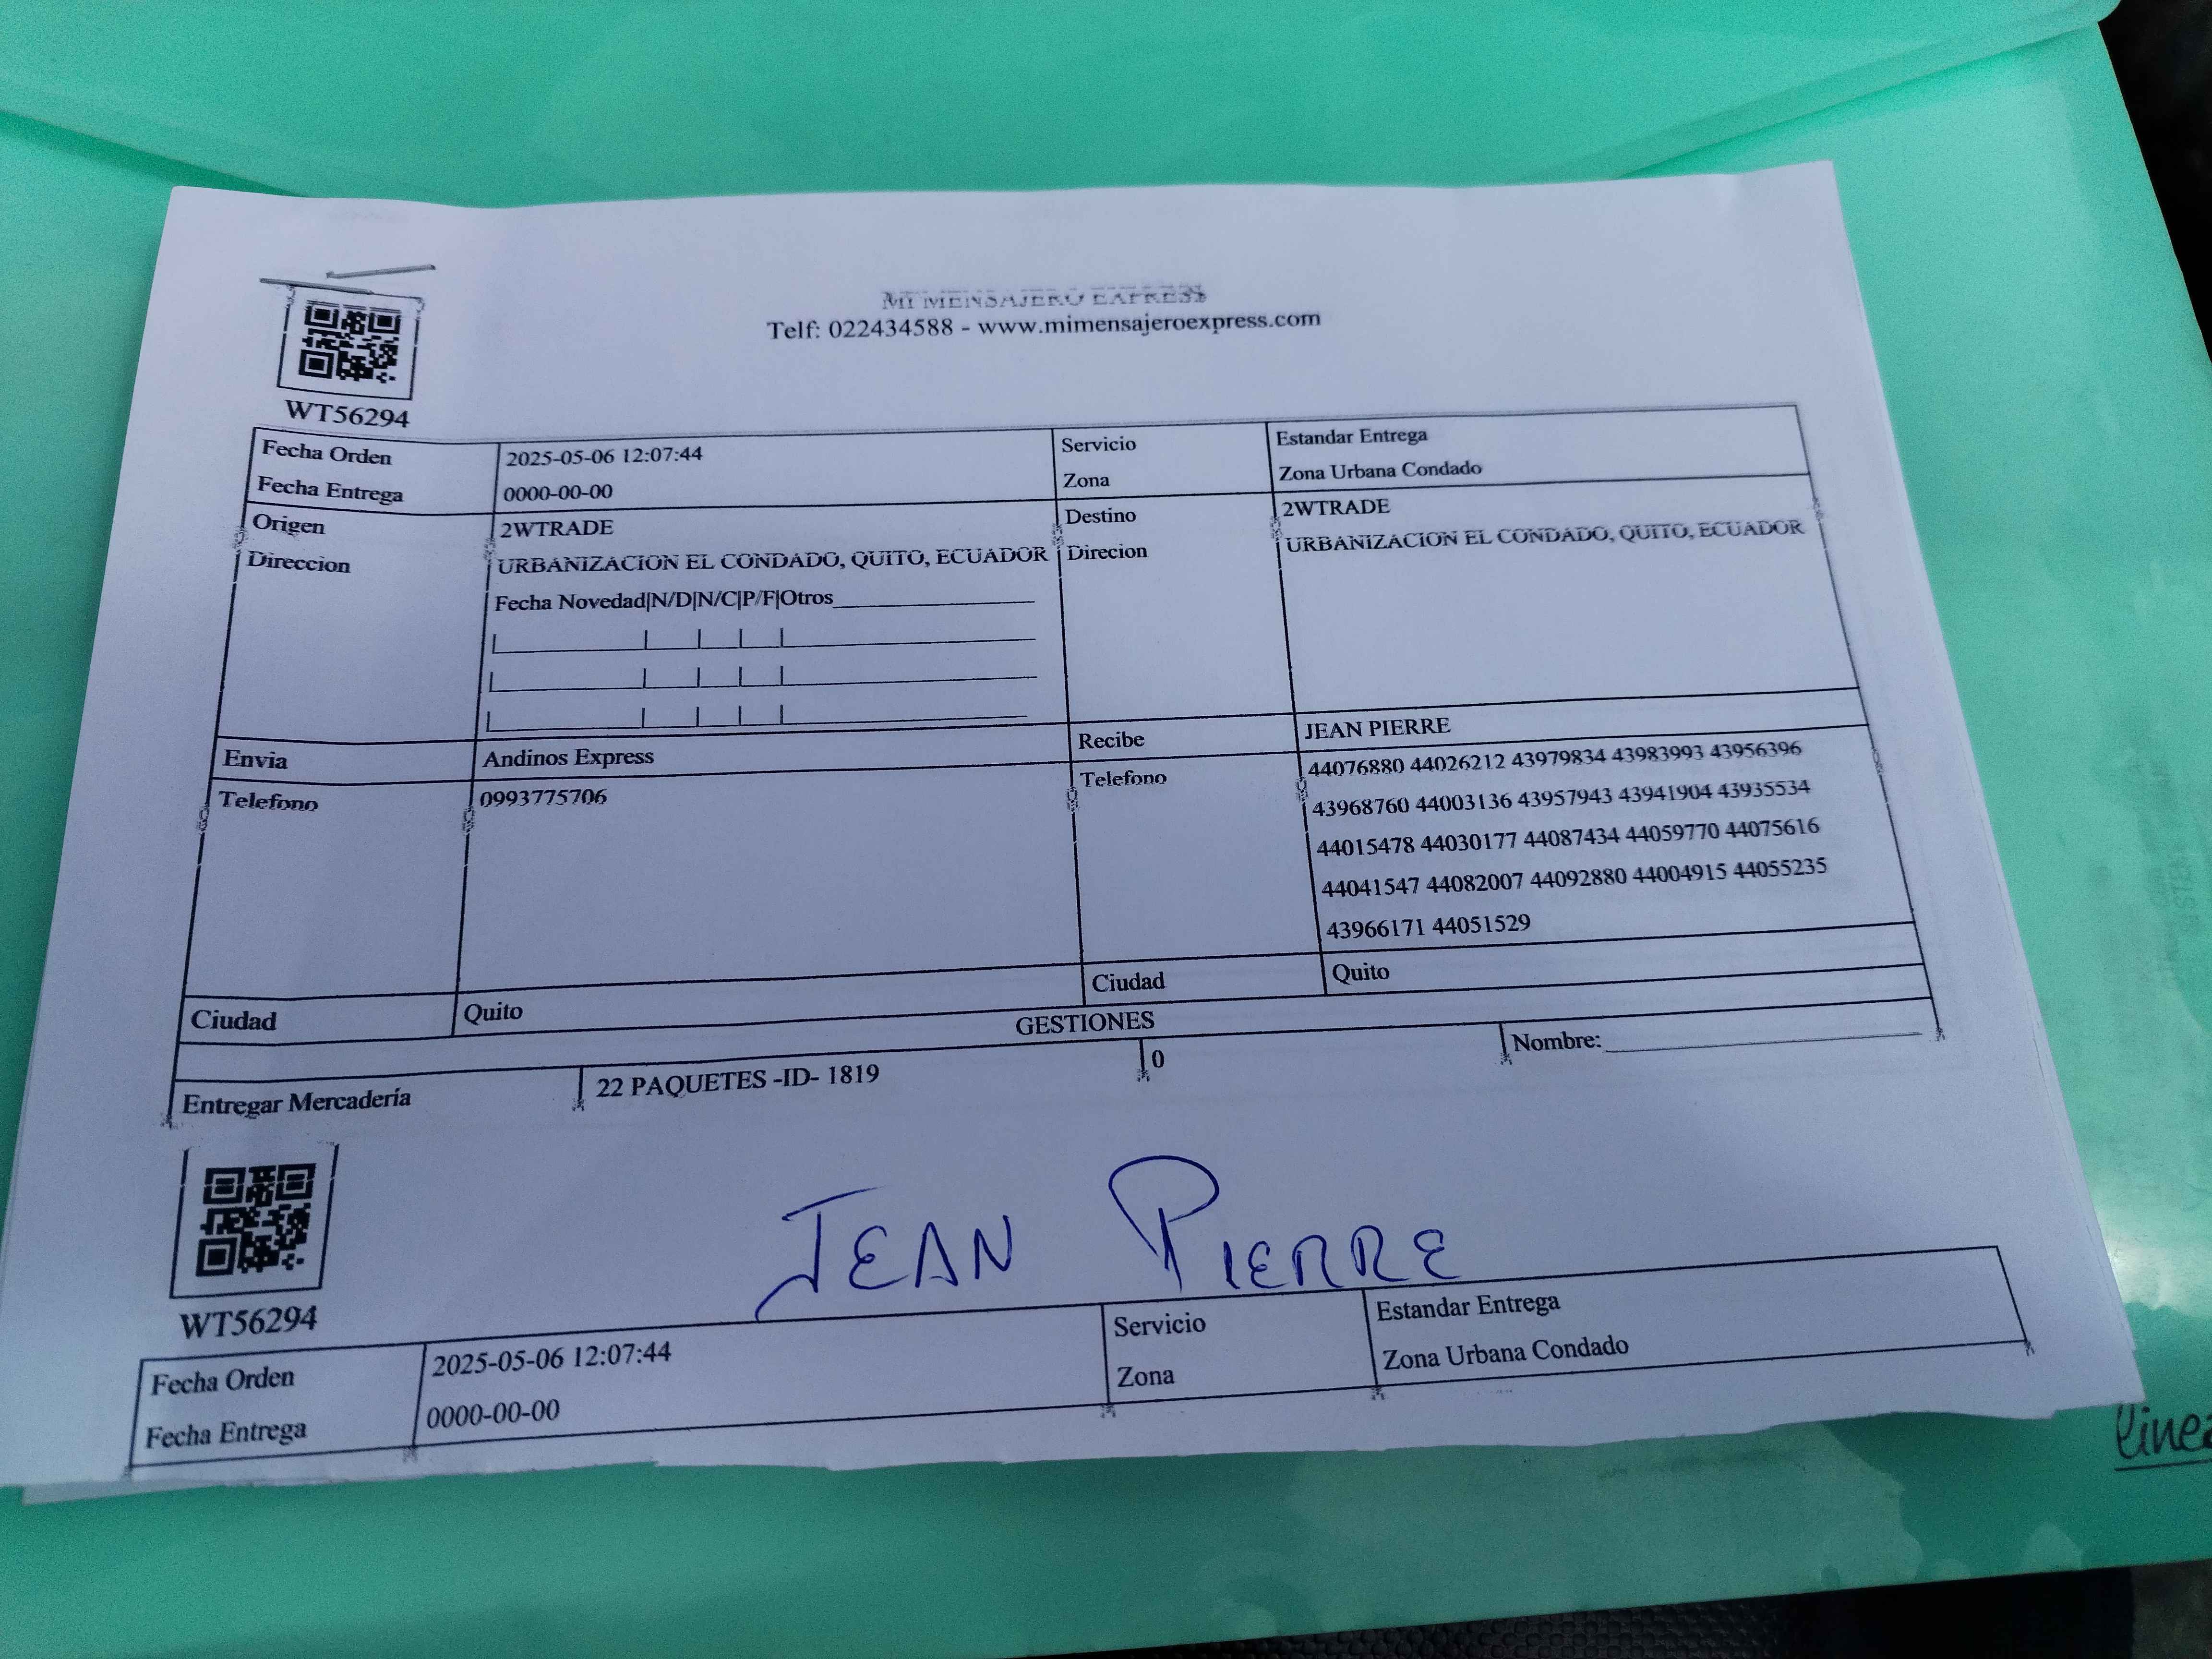 MI MENSAJERO EXPRESS
Telf: 022434588 - www.mimensajeroexpress.com
WT56294
Fecha Orden 2025-05-06 12:07:44 Servicio Estandar Entrega
Fecha Entrega 0000-00-00 Zona Zona Urbana Condado
Origen 2WTRADE Destino 2WTRADE
Direccion URBANIZACION EL CONDADO, QUITO, ECUADOR Direcion URBANIZACION EL CONDADO, QUITO, ECUADOR
Fecha Novedad|N/D|N/C|P/F|Otros
Envia Andinos Express Recibe JEAN PIERRE
Telefono 0993775706 Telefono 44076880 44026212 43979834 43983993 43956396
43968760 44003136 43957943 43941904 43935534
44015478 44030177 44087434 44059770 44075616
44041547 44082007 44092880 44004915 44055235
43966171 44051529
Ciudad Quito Ciudad Quito
GESTIONES
Entregar Mercadería 22 PAQUETES -ID- 1819 0 Nombre:
JEAN PIERRE
WT56294
Fecha Orden 2025-05-06 12:07:44 Servicio Estandar Entrega
Fecha Entrega 0000-00-00 Zona Zona Urbana Condado